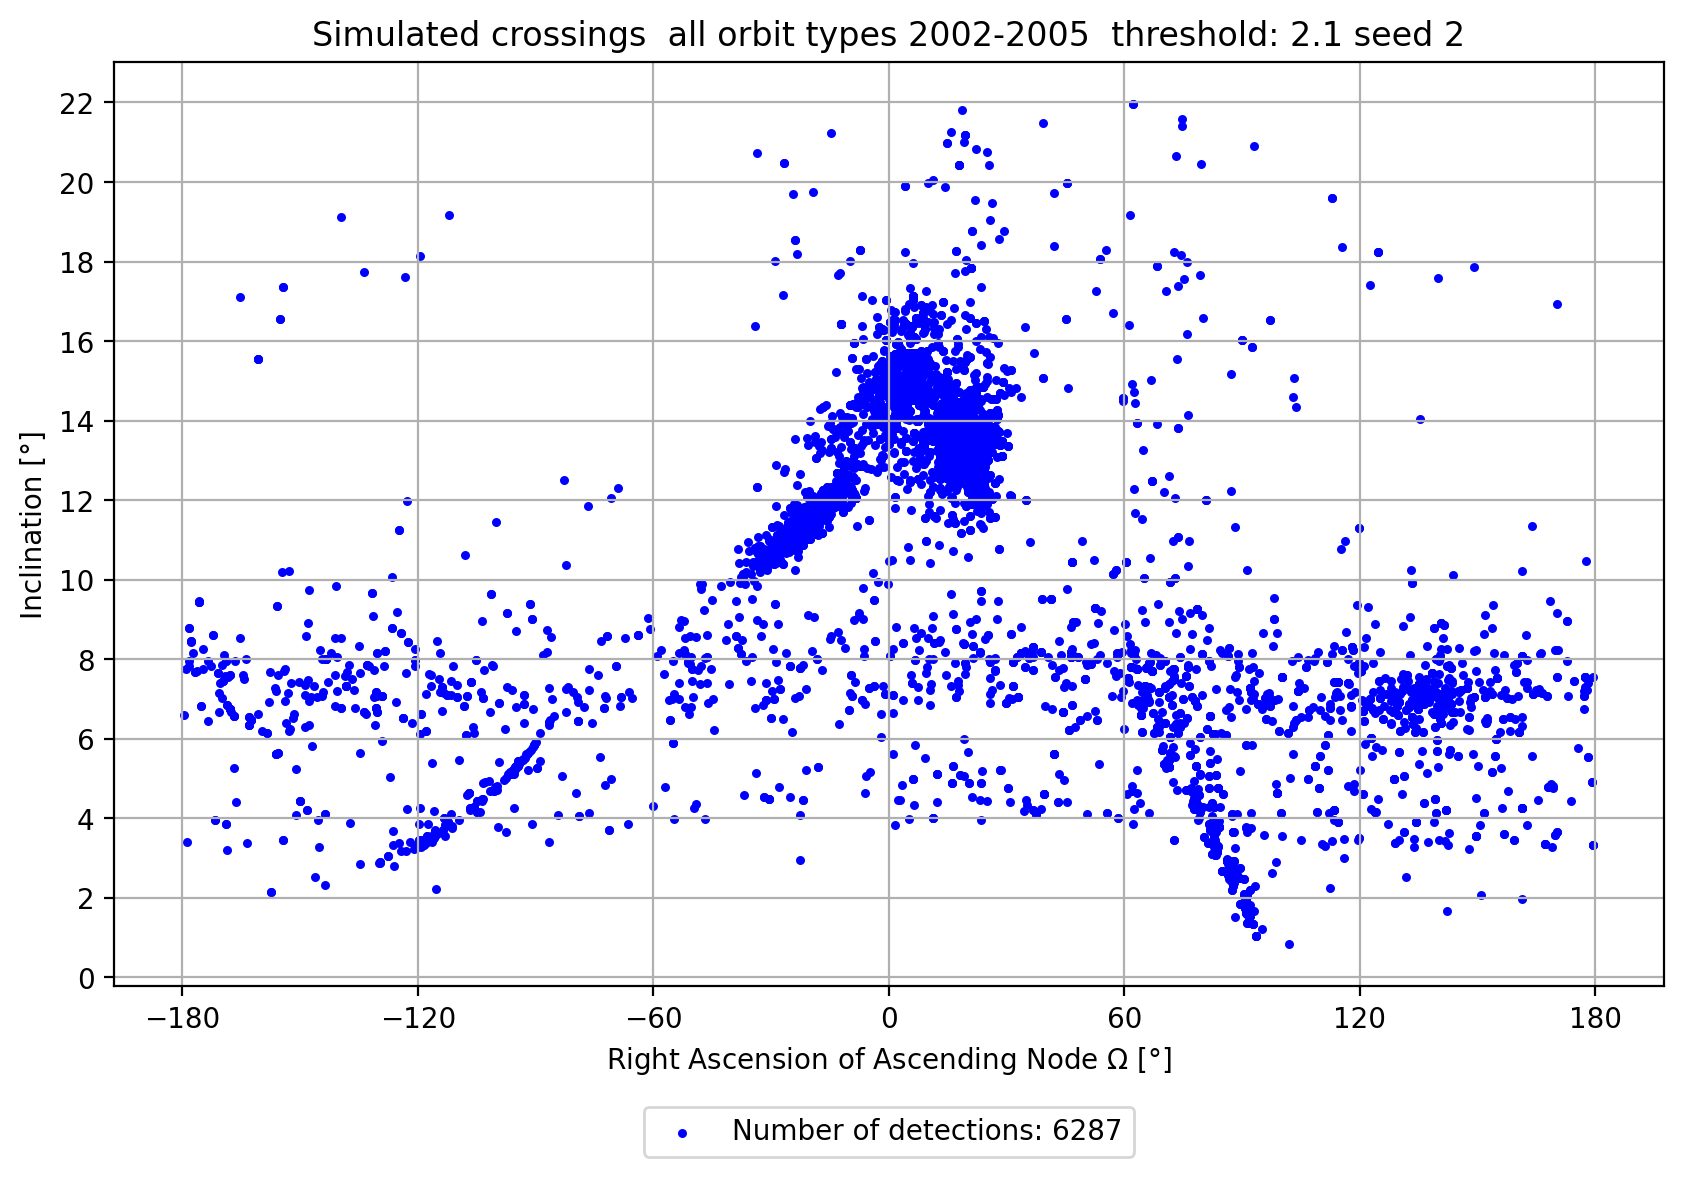 Simulated crossings  all orbit types 2002-2005  threshold: 2.1 seed 2
22
20
18
16
14
12
10
8
6
4
2
0
Inclination [°]
−180 −120 −60 0 60 120 180
Right Ascension of Ascending Node Ω [°]
Number of detections: 6287